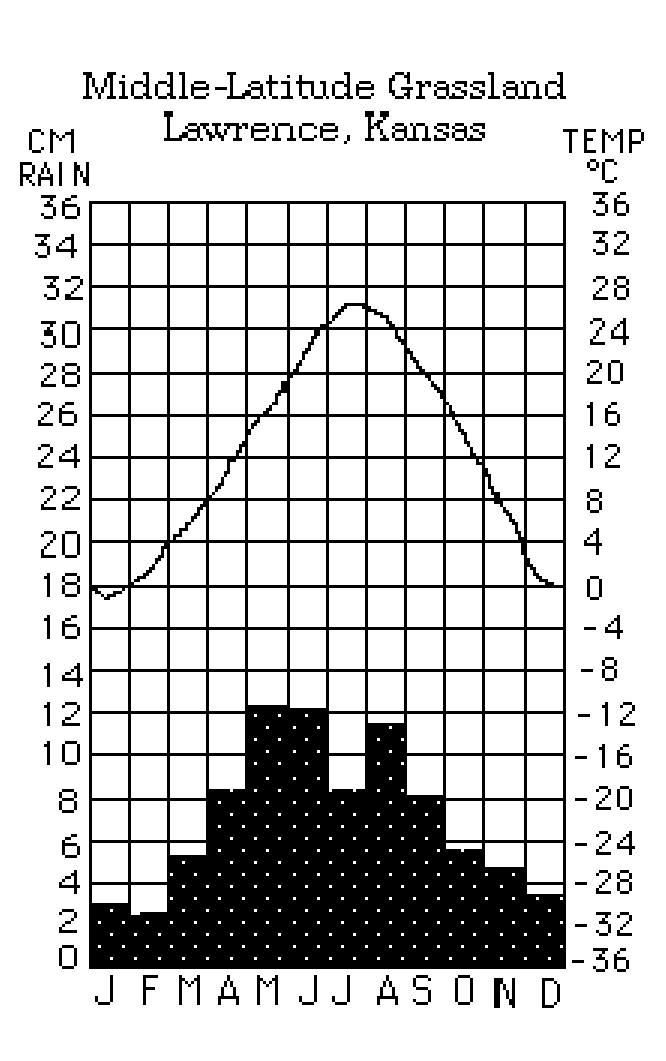 Middle-Latitude Grassland
Lawrence, Kansas
CM
RAIN
TEMP
°C
36 36
34 32
32 28
30 24
28 20
26 16
24 12
22 8
20 4
18 0
16 -4
14 -8
12 -12
10 -16
8 -20
6 -24
4 -28
2 -32
0 -36
J F M A M J J A S O N D